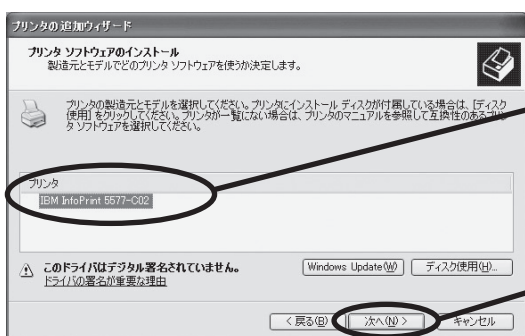 プリンタの追加ウィザード
プリンタ ソフトウェアのインストール
製造元とモデルでどのプリンタ ソフトウェアを使うか決定します。
プリンタの製造元とモデルを選択してください。プリンタにインストール ディスクが付属している場合は、[ディスク
使用] をクリックしてください。プリンタが一覧にない場合は、プリンタのマニュアルを参照して互換性のあるプリン
タ ソフトウェアを選択してください。
プリンタ
IBM InfoPrint 5577-C02
このドライバはデジタル署名されていません。
ドライバの署名が重要な理由
Windows Update(W)
ディスク使用(H)...
< 戻る(B)
次へ(N) >
キャンセル